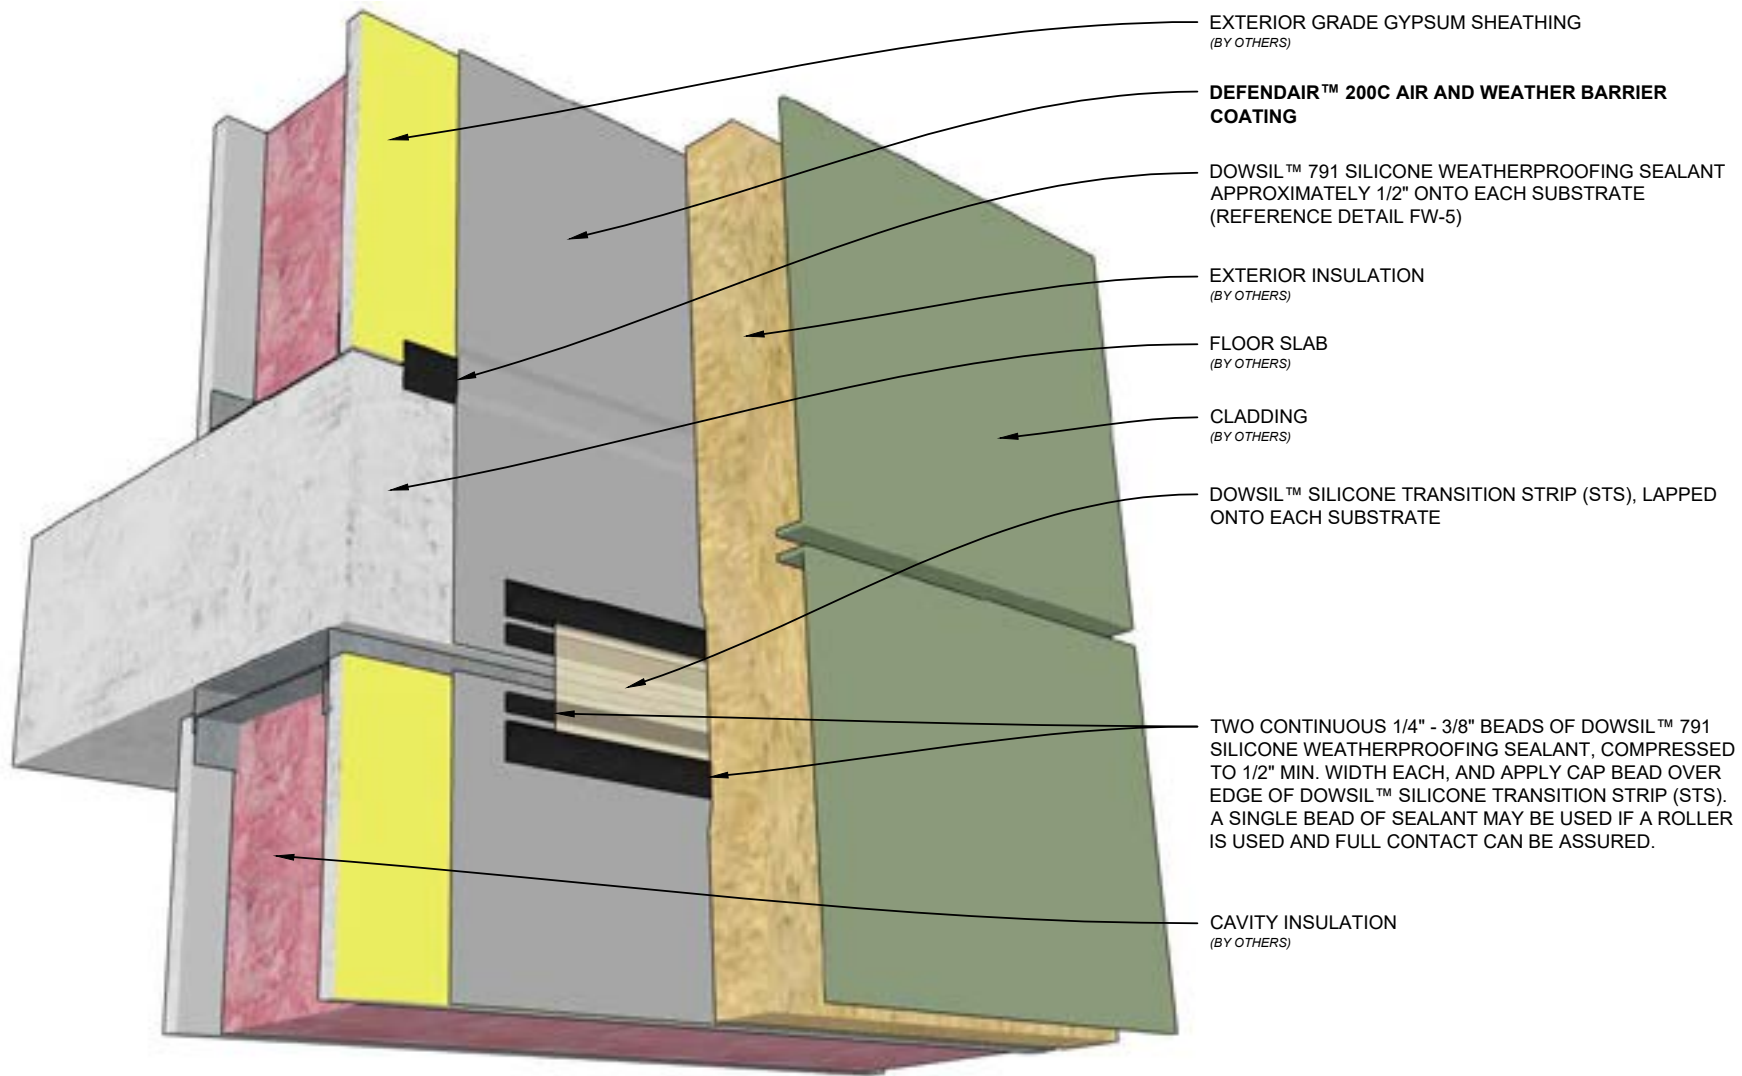 EXTERIOR GRADE GYPSUM SHEATHING
(BY OTHERS)
DEFENDAIR™ 200C AIR AND WEATHER BARRIER
COATING
DOWSIL™ 791 SILICONE WEATHERPROOFING SEALANT
APPROXIMATELY 1/2" ONTO EACH SUBSTRATE
(REFERENCE DETAIL FW-5)
EXTERIOR INSULATION
(BY OTHERS)
FLOOR SLAB
(BY OTHERS)
CLADDING
(BY OTHERS)
DOWSIL™ SILICONE TRANSITION STRIP (STS), LAPPED
ONTO EACH SUBSTRATE
TWO CONTINUOUS 1/4" - 3/8" BEADS OF DOWSIL™ 791
SILICONE WEATHERPROOFING SEALANT, COMPRESSED
TO 1/2" MIN. WIDTH EACH, AND APPLY CAP BEAD OVER
EDGE OF DOWSIL™ SILICONE TRANSITION STRIP (STS).
A SINGLE BEAD OF SEALANT MAY BE USED IF A ROLLER
IS USED AND FULL CONTACT CAN BE ASSURED.
CAVITY INSULATION
(BY OTHERS)